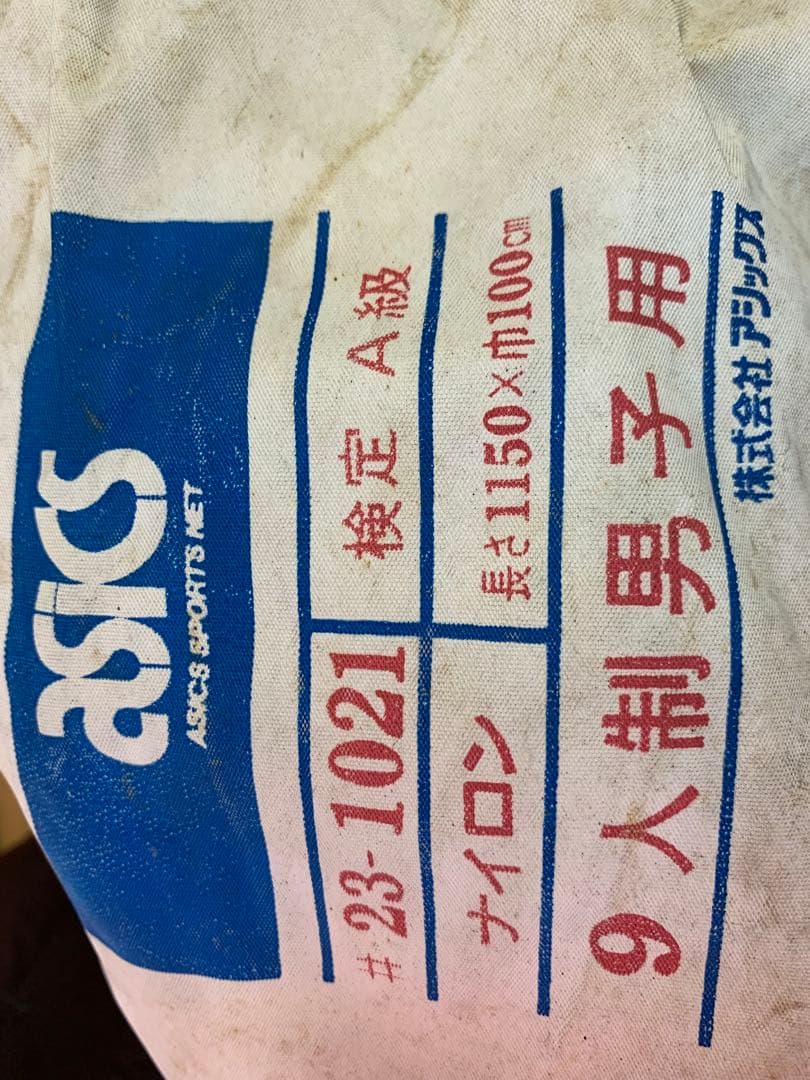 asics
ASICS SPORTS NET
#23-1021 検定 A級
ナイロン 長さ1150×巾100cm
9人制男子用
株式会社 アシックス